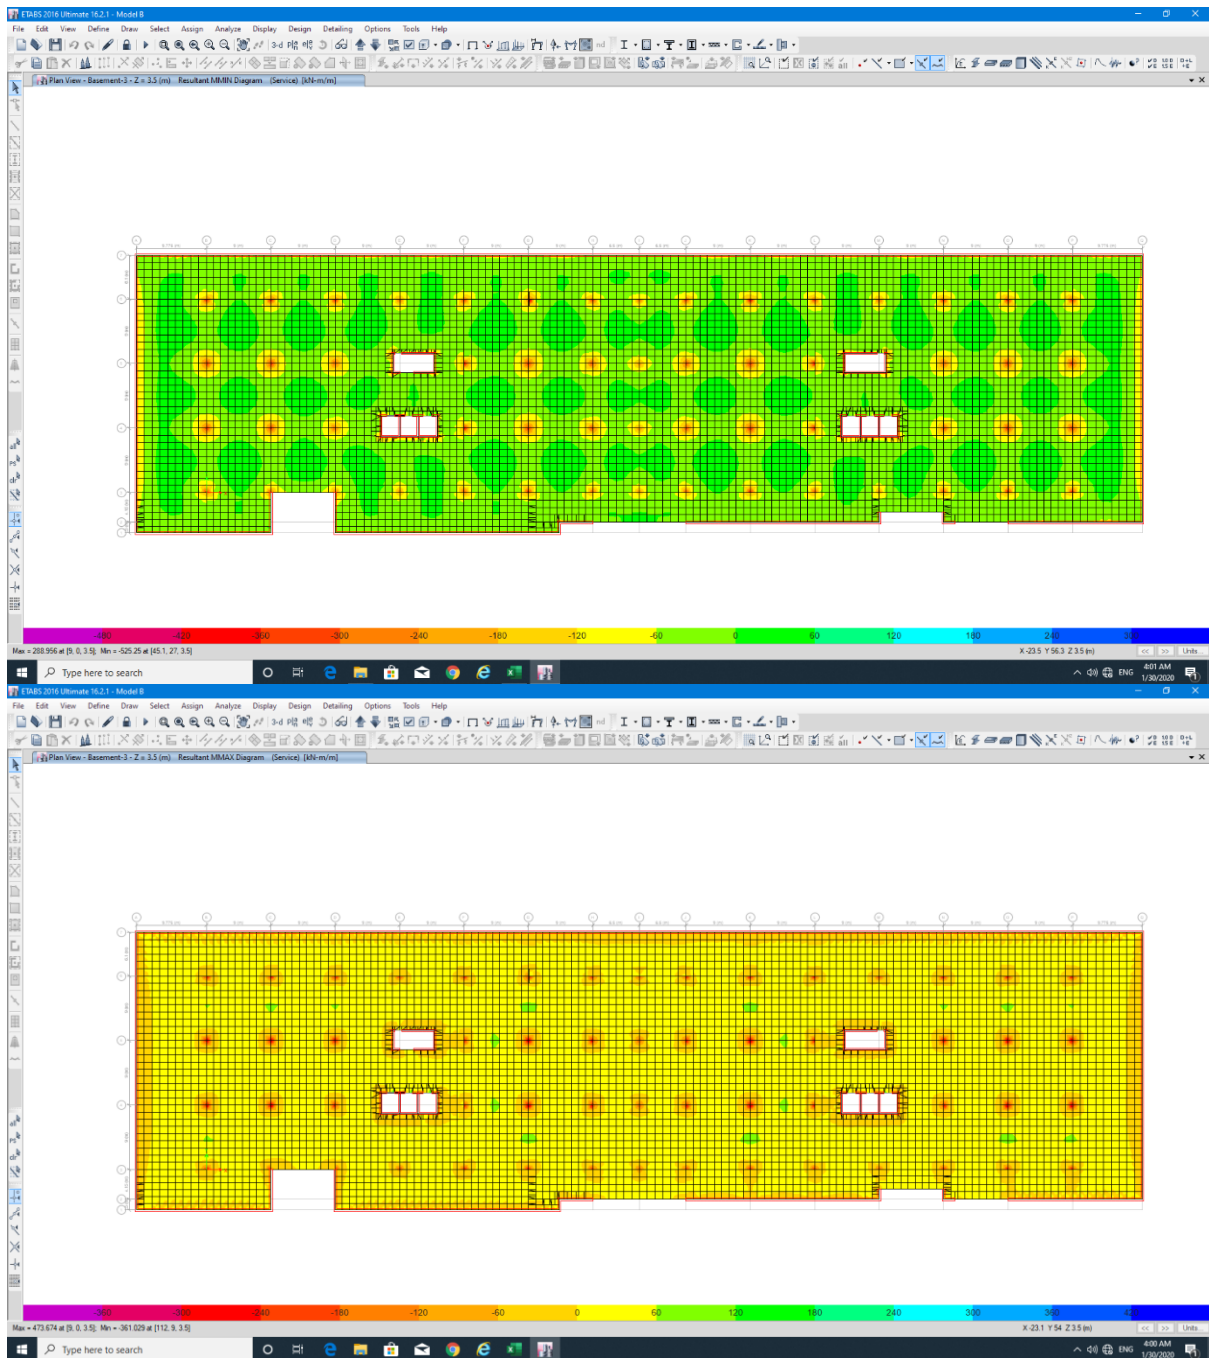 ETABS 2016 Ultimate 16.2.1 - Model B
File Edit View Define Draw Select Assign Analyze Display Design Detailing Options Tools Help
Plan View - Basement-3 - Z = 3.5 (m) Resultant MMIN Diagram (Service) [kN-m/m]
-480 -420 -360 -300 -240 -180 -120 -60 0 60 120 180 240
Max = 288.956 at [9, 0, 3.5]; Min = -525.25 at [45.1, 27, 3.5]
X -23.5 Y 56.3 Z 3.5 (m)
<< >> Units...
Type here to search
ENG
4:01 AM
1/30/2020
ETABS 2016 Ultimate 16.2.1 - Model B
File Edit View Define Draw Select Assign Analyze Display Design Detailing Options Tools Help
Plan View - Basement-3 - Z = 3.5 (m) Resultant MMAX Diagram (Service) [kN-m/m]
-360 -300 -240 -180 -120 -60 0 60 120 180 240 300 360
Max = 473.674 at [9, 0, 3.5]; Min = -361.029 at [112, 9, 3.5]
X -23.1 Y 54 Z 3.5 (m)
<< >> Units...
Type here to search
ENG
4:00 AM
1/30/2020